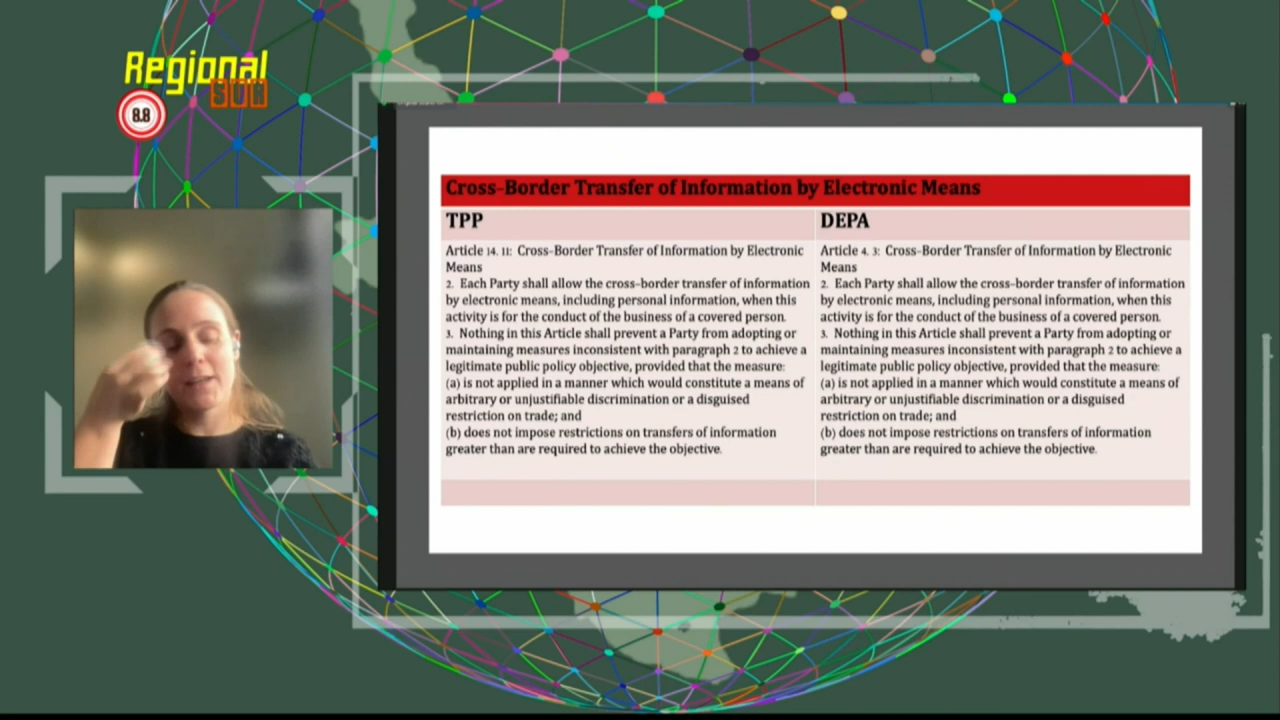 Regional
SUR
8.8
Cross-Border Transfer of Information by Electronic Means
TPP
Article 14. 11: Cross-Border Transfer of Information by Electronic
Means
2. Each Party shall allow the cross-border transfer of information
by electronic means, including personal information, when this
activity is for the conduct of the business of a covered person.
3. Nothing in this Article shall prevent a Party from adopting or
maintaining measures inconsistent with paragraph 2 to achieve a
legitimate public policy objective, provided that the measure:
(a) is not applied in a manner which would constitute a means of
arbitrary or unjustifiable discrimination or a disguised
restriction on trade; and
(b) does not impose restrictions on transfers of information
greater than are required to achieve the objective.
DEPA
Article 4. 3: Cross-Border Transfer of Information by Electronic
Means
2. Each Party shall allow the cross-border transfer of information
by electronic means, including personal information, when this
activity is for the conduct of the business of a covered person.
3. Nothing in this Article shall prevent a Party from adopting or
maintaining measures inconsistent with paragraph 2 to achieve a
legitimate public policy objective, provided that the measure:
(a) is not applied in a manner which would constitute a means of
arbitrary or unjustifiable discrimination or a disguised
restriction on trade; and
(b) does not impose restrictions on transfers of information
greater than are required to achieve the objective.